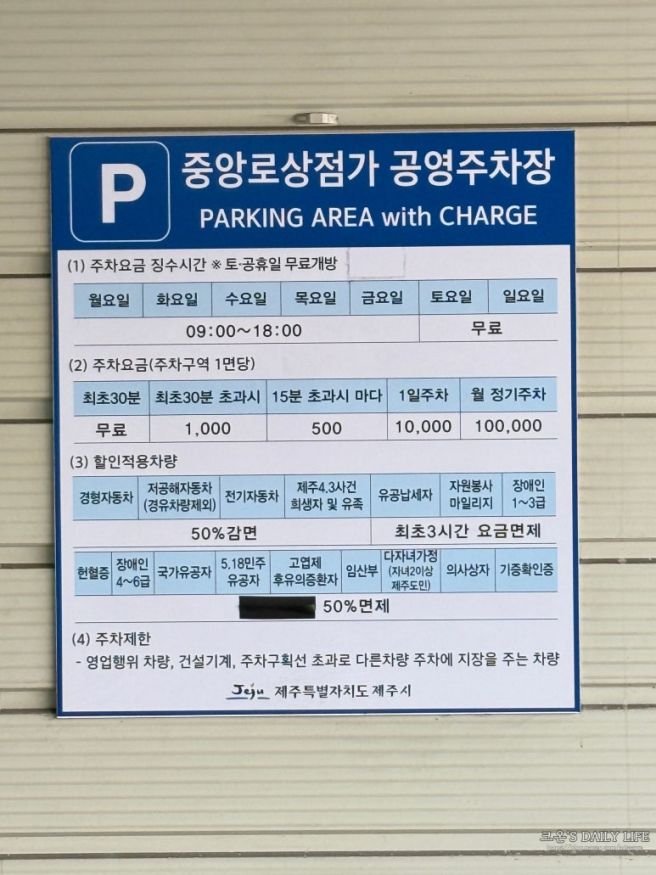 P
중앙로상점가 공영주차장
PARKING AREA with CHARGE
(1) 주차요금 징수시간 ※ 토·공휴일 무료개방
월요일 화요일 수요일 목요일 금요일 토요일 일요일
09:00~18:00 무료
(2) 주차요금(주차구역 1면당)
최초30분 최초30분 초과시 15분 초과시 마다 1일주차 월 정기주차
무료 1,000 500 10,000 100,000
(3) 할인적용차량
경형자동차 저공해자동차 (경유차량제외) 전기자동차 제주4.3사건 희생자 및 유족 유공납세자 자원봉사 마일리지 장애인 1~3급
50%감면 최초3시간 요금면제
헌혈증 장애인 4~6급 국가유공자 5.18민주 유공자 고엽제 후유의증환자 임산부 다자녀가정 (자녀2이상 제주도민) 의사상자 기증확인증
50%면제
(4) 주차제한
- 영업행위 차량, 건설기계, 주차구획선 초과로 다른차량 주차에 지장을 주는 차량
Jeju 제주특별자치도 제주시
'S DAILY LIFE